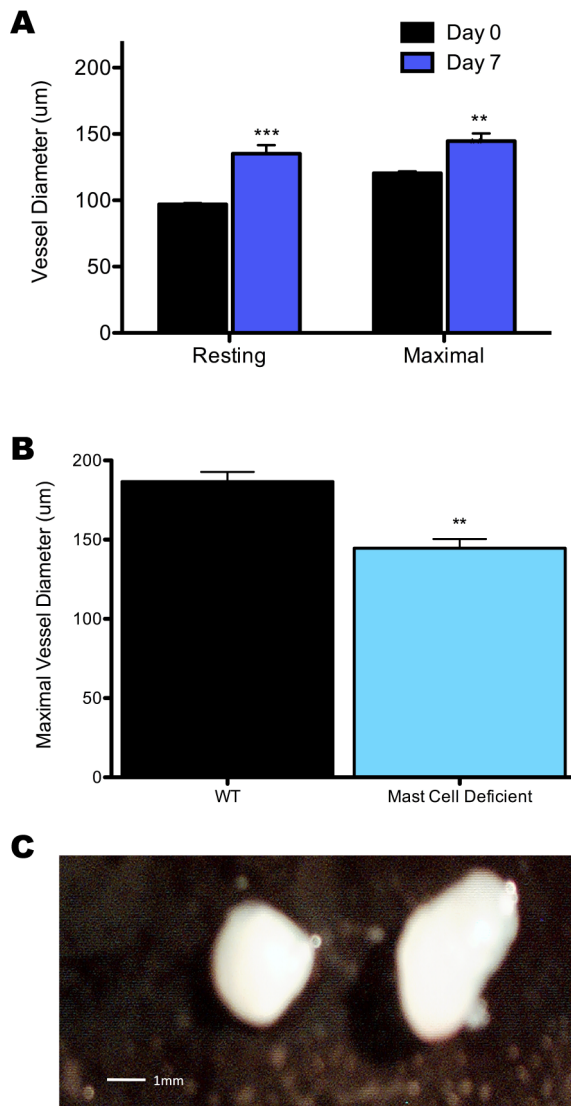 A
Day 0
Day 7
Vessel Diameter (um)
200
150
100
50
0
***
**
Resting
Maximal
B
Maximal Vessel Diameter (um)
200
150
100
50
0
**
WT
Mast Cell Deficient
C
1mm